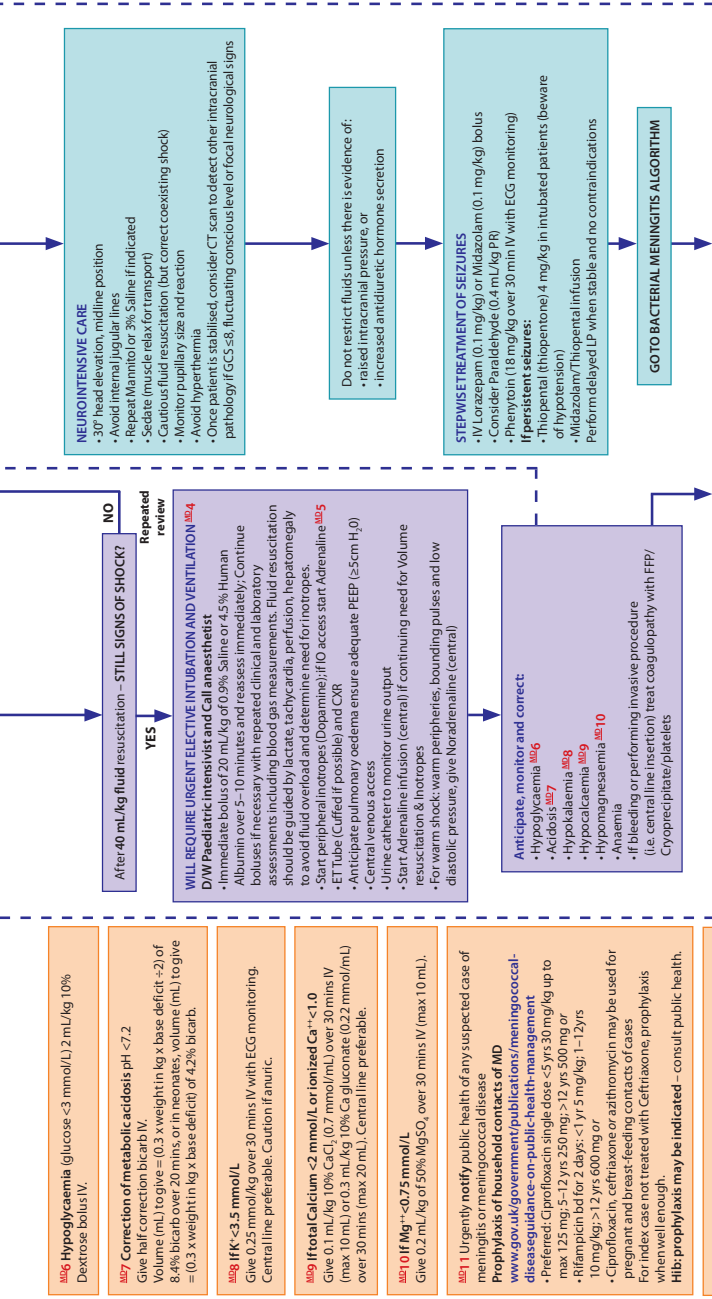 MD6 Hypoglycaemia (glucose <3 mmol/L) 2 mL/kg 10%
Dextrose bolus IV.
MD7 Correction of metabolic acidosis pH <7.2
Give half correction bicarb IV.
Volume (mL) to give = (0.3 x weight in kg x base deficit ÷2) of
8.4% bicarb over 20 mins, or in neonates, volume (mL) to give
= (0.3 x weight in kg x base deficit) of 4.2% bicarb.
MD8 If K⁺<3.5 mmol/L
Give 0.25 mmol/kg over 30 mins IV with ECG monitoring.
Central line preferable. Caution if anuric.
MD9 If total Calcium <2 mmol/L or ionized Ca⁺⁺<1.0
Give 0.1 mL/kg 10% CaCl₂ (0.7 mmol/mL) over 30 mins IV
(max 10 mL) or 0.3 mL/kg 10% Ca gluconate (0.22 mmol/mL)
over 30 mins (max 20 mL). Central line preferable.
MD10 If Mg⁺⁺<0.75 mmol/L
Give 0.2 mL/kg of 50% MgSO₄ over 30 mins IV (max 10 mL).
MD11 Urgently notify public health of any suspected case of
meningitis or meningococcal disease
Prophylaxis of household contacts of MD
www.gov.uk/government/publications/meningococcal-
diseaseguidance-on-public-health-management
• Preferred: Ciprofloxacin single dose <5 yrs 30 mg/kg up to
max 125 mg; 5–12 yrs 250 mg; >12 yrs 500 mg or
• Rifampicin bd for 2 days: <1 yr 5 mg/kg; 1–12yrs
10 mg/kg; >12 yrs 600 mg or
• Ciprofloxacin, ceftriaxone or azithromycin may be used for
pregnant and breast-feeding contacts of cases
For index case not treated with Ceftriaxone, prophylaxis
when well enough.
Hib: prophylaxis may be indicated – consult public health.
After 40 mL/kg fluid resuscitation – STILL SIGNS OF SHOCK?
NO
YES
Repeated
review
WILL REQUIRE URGENT ELECTIVE INTUBATION AND VENTILATION MD4
D/W Paediatric intensivist and Call anaesthetist
• Immediate bolus of 20 mL/kg of 0.9% Saline or 4.5% Human
Albumin over 5–10 minutes and reassess immediately; Continue
boluses if necessary with repeated clinical and laboratory
assessments including blood gas measurements. Fluid resuscitation
should be guided by lactate, tachycardia, perfusion, hepatomegaly
to avoid fluid overload and determine need for inotropes.
• Start peripheral inotropes (Dopamine); if IO access start Adrenaline MD5
• ET Tube (Cuffed if possible) and CXR
• Anticipate pulmonary oedema ensure adequate PEEP (≥5cm H₂0)
• Central venous access
• Urine catheter to monitor urine output
• Start Adrenaline infusion (central) if continuing need for Volume
resuscitation & Inotropes
• For warm shock: warm peripheries, bounding pulses and low
diastolic pressure, give Noradrenaline (central)
Anticipate, monitor and correct:
• Hypoglycaemia MD6
• Acidosis MD7
• Hypokalaemia MD8
• Hypocalcaemia MD9
• Hypomagnesaemia MD10
• Anaemia
• If bleeding or performing invasive procedure
(i.e. central line insertion) treat coagulopathy with FFP/
Cryoprecipitate/platelets
NEUROINTENSIVE CARE
• 30° head elevation, midline position
• Avoid internal jugular lines
• Repeat Mannitol or 3% Saline if indicated
• Sedate (muscle relax for transport)
• Cautious fluid resuscitation (but correct coexisting shock)
• Monitor pupillary size and reaction
• Avoid hyperthermia
• Once patient is stabilised, consider CT scan to detect other intracranial
pathology if GCS ≤8, fluctuating conscious level or focal neurological signs
Do not restrict fluids unless there is evidence of:
• raised intracranial pressure, or
• increased antidiuretic hormone secretion
STEPWISE TREATMENT OF SEIZURES
• IV Lorazepam (0.1 mg/kg) or Midazolam (0.1 mg/kg) bolus
• Consider Paraldehyde (0.4 mL/kg PR)
• Phenytoin (18 mg/kg over 30 min IV with ECG monitoring)
If persistent seizures:
• Thiopental (thiopentone) 4 mg/kg in intubated patients (beware
of hypotension)
• Midazolam/Thiopental infusion
Perform delayed LP when stable and no contraindications
GO TO BACTERIAL MENINGITIS ALGORITHM